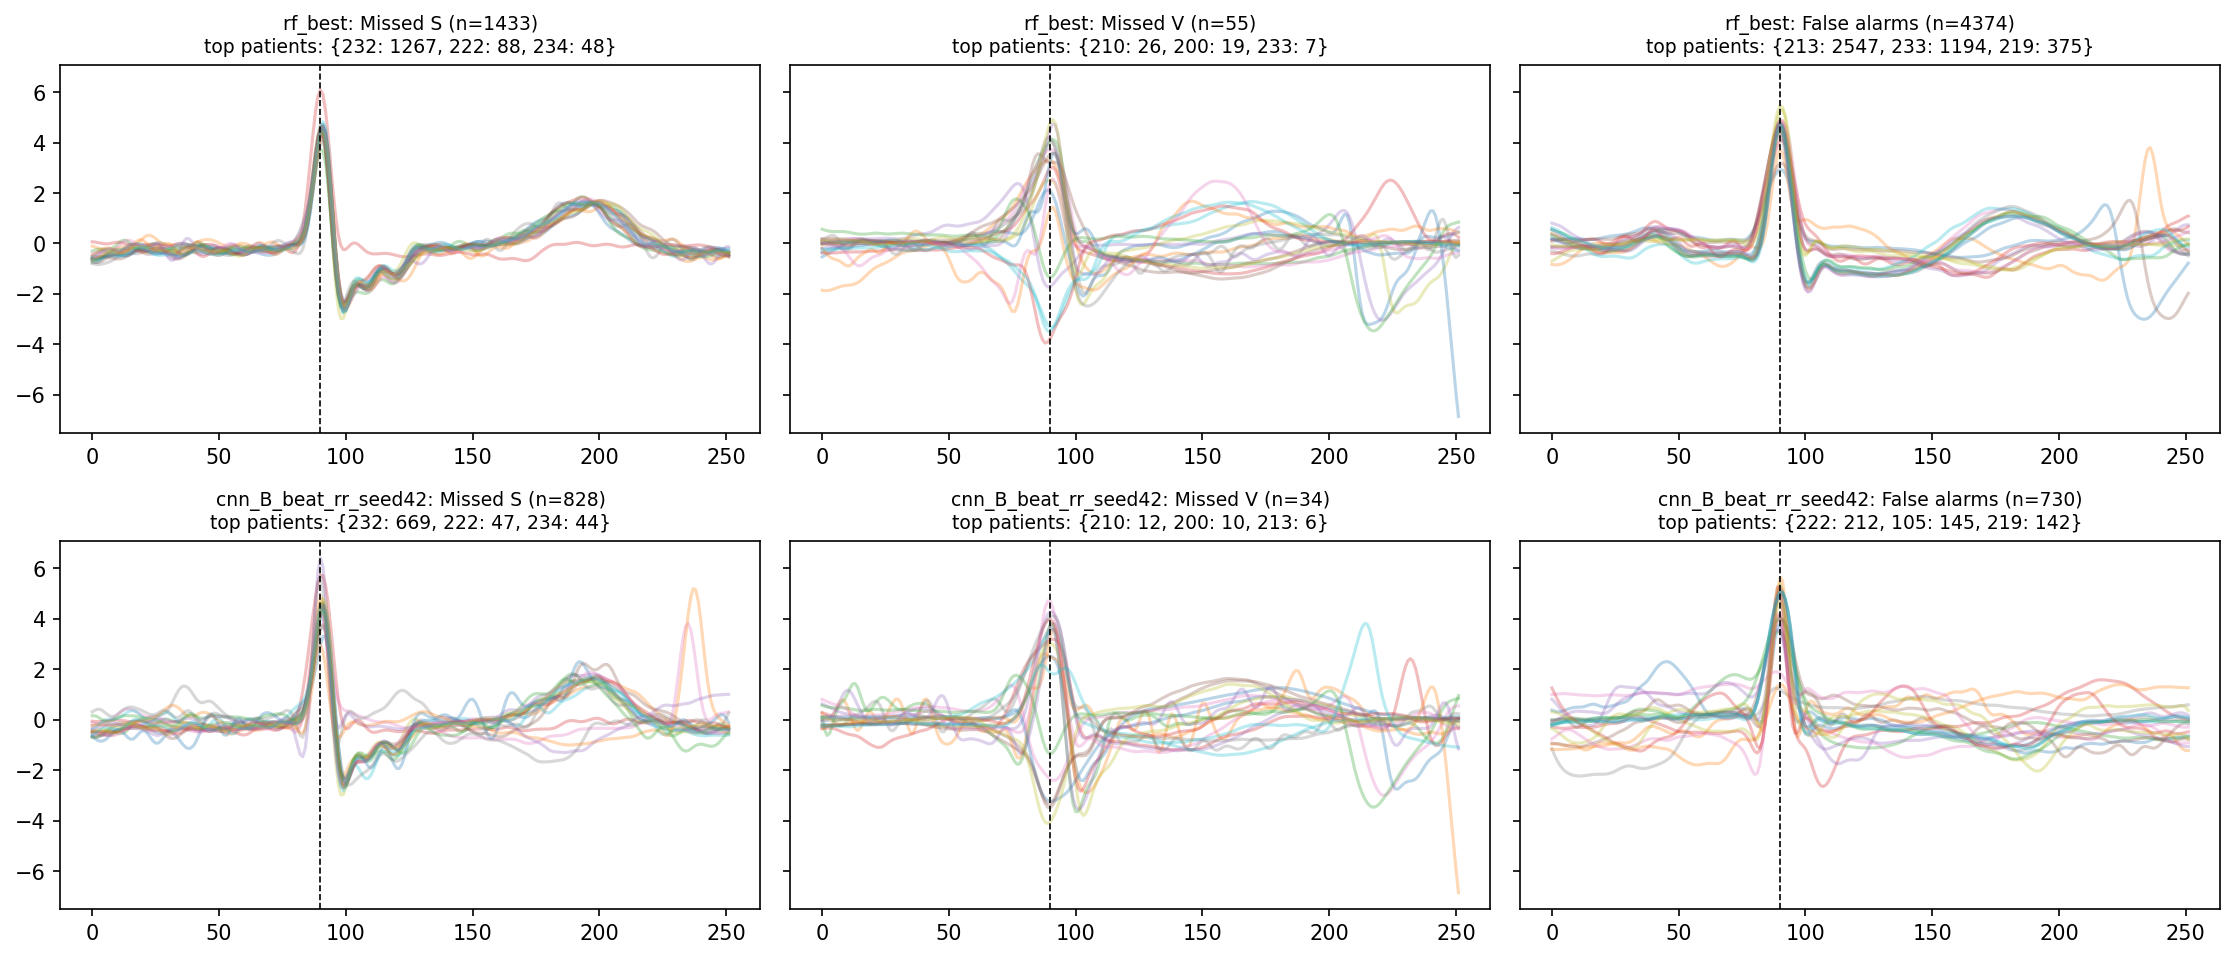 rf_best: Missed S (n=1433)
top patients: {232: 1267, 222: 88, 234: 48}
rf_best: Missed V (n=55)
top patients: {210: 26, 200: 19, 233: 7}
rf_best: False alarms (n=4374)
top patients: {213: 2547, 233: 1194, 219: 375}
6
4
2
0
−2
−4
−6
0 50 100 150 200 250
0 50 100 150 200 250
0 50 100 150 200 250
cnn_B_beat_rr_seed42: Missed S (n=828)
top patients: {232: 669, 222: 47, 234: 44}
cnn_B_beat_rr_seed42: Missed V (n=34)
top patients: {210: 12, 200: 10, 213: 6}
cnn_B_beat_rr_seed42: False alarms (n=730)
top patients: {222: 212, 105: 145, 219: 142}
6
4
2
0
−2
−4
−6
0 50 100 150 200 250
0 50 100 150 200 250
0 50 100 150 200 250